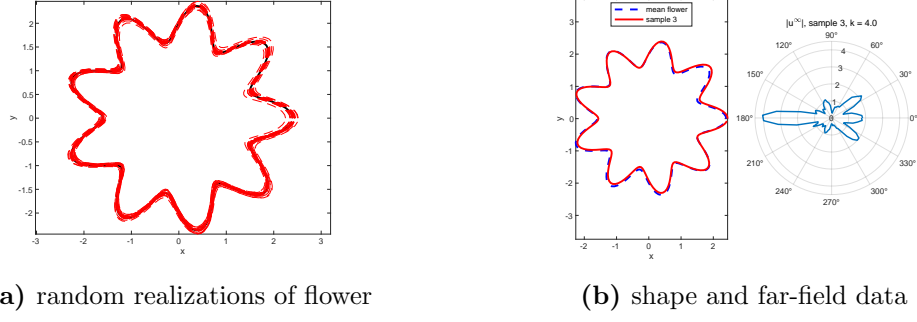 2
1.5
1
0.5
0
-0.5
-1
-1.5
-2
y
-3 -2 -1 0 1 2 3
x
mean flower
sample 3
3
2
1
0
-1
-2
-3
y
-2 -1 0 1 2
x
|u∞|, sample 3, k = 4.0
90°
120° 60°
150° 30°
180° 0°
210° 330°
240° 300°
270°
4
3
2
1
0
a) random realizations of flower
(b) shape and far-field data